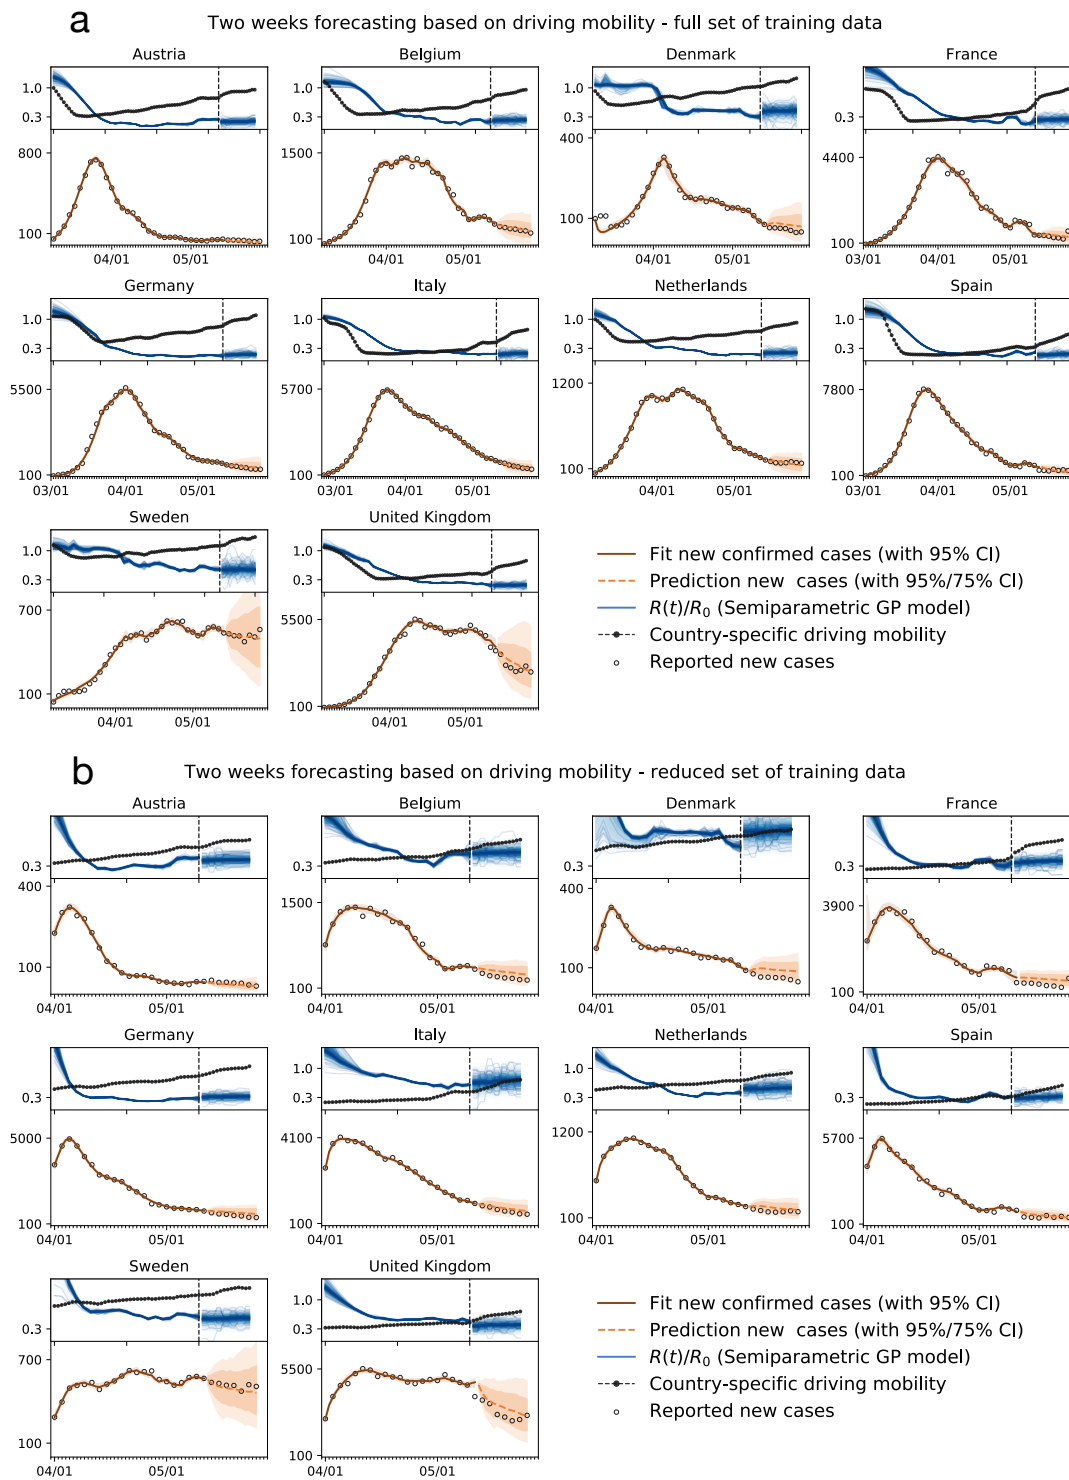 a Two weeks forecasting based on driving mobility - full set of training data
Austria Belgium Denmark France
1.0 1.0 1.0
0.3 0.3 0.3 0.3
800 1500 400 4400
100 100 100 100
04/01 05/01 04/01 05/01 03/01 04/01 05/01
Germany Italy Netherlands Spain
1.0 1.0 1.0 1.0
0.3 0.3 0.3 0.3
5500 5700 1200 7800
100 100 100 100
03/01 04/01 05/01 03/01 04/01 05/01 04/01 05/01 03/01 04/01 05/01
Sweden United Kingdom
1.0 1.0
0.3 0.3
700 5500
100 100
04/01 05/01 04/01 05/01
Fit new confirmed cases (with 95% CI)
Prediction new cases (with 95%/75% CI)
R(t)/R0 (Semiparametric GP model)
Country-specific driving mobility
Reported new cases
b Two weeks forecasting based on driving mobility - reduced set of training data
Austria Belgium Denmark France
0.3 0.3 0.3 0.3
400 1500 400 3900
100 100 100 100
04/01 05/01 04/01 05/01 04/01 05/01 04/01 05/01
Germany Italy Netherlands Spain
0.3 1.0 1.0 0.3
0.3 0.3
5000 4100 1200 5700
100 100 100 100
04/01 05/01 04/01 05/01 04/01 05/01 04/01 05/01
Sweden United Kingdom
0.3 1.0
0.3
700 5500
100 100
04/01 05/01 04/01 05/01
Fit new confirmed cases (with 95% CI)
Prediction new cases (with 95%/75% CI)
R(t)/R0 (Semiparametric GP model)
Country-specific driving mobility
Reported new cases